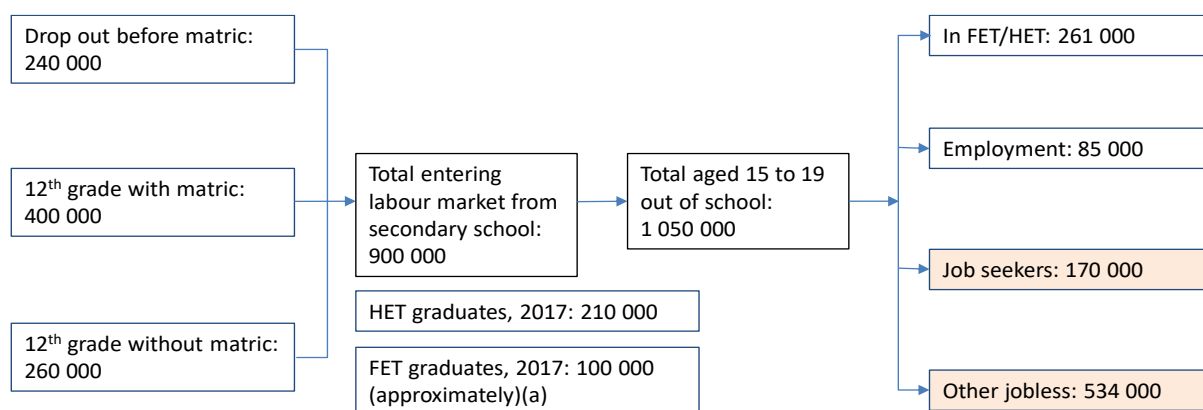 Drop out before matric:
240 000
12th grade with matric:
400 000
12th grade without matric:
260 000
Total entering
labour market from
secondary school:
900 000
HET graduates, 2017: 210 000
FET graduates, 2017: 100 000
(approximately)(a)
Total aged 15 to 19
out of school:
1 050 000
In FET/HET: 261 000
Employment: 85 000
Job seekers: 170 000
Other jobless: 534 000